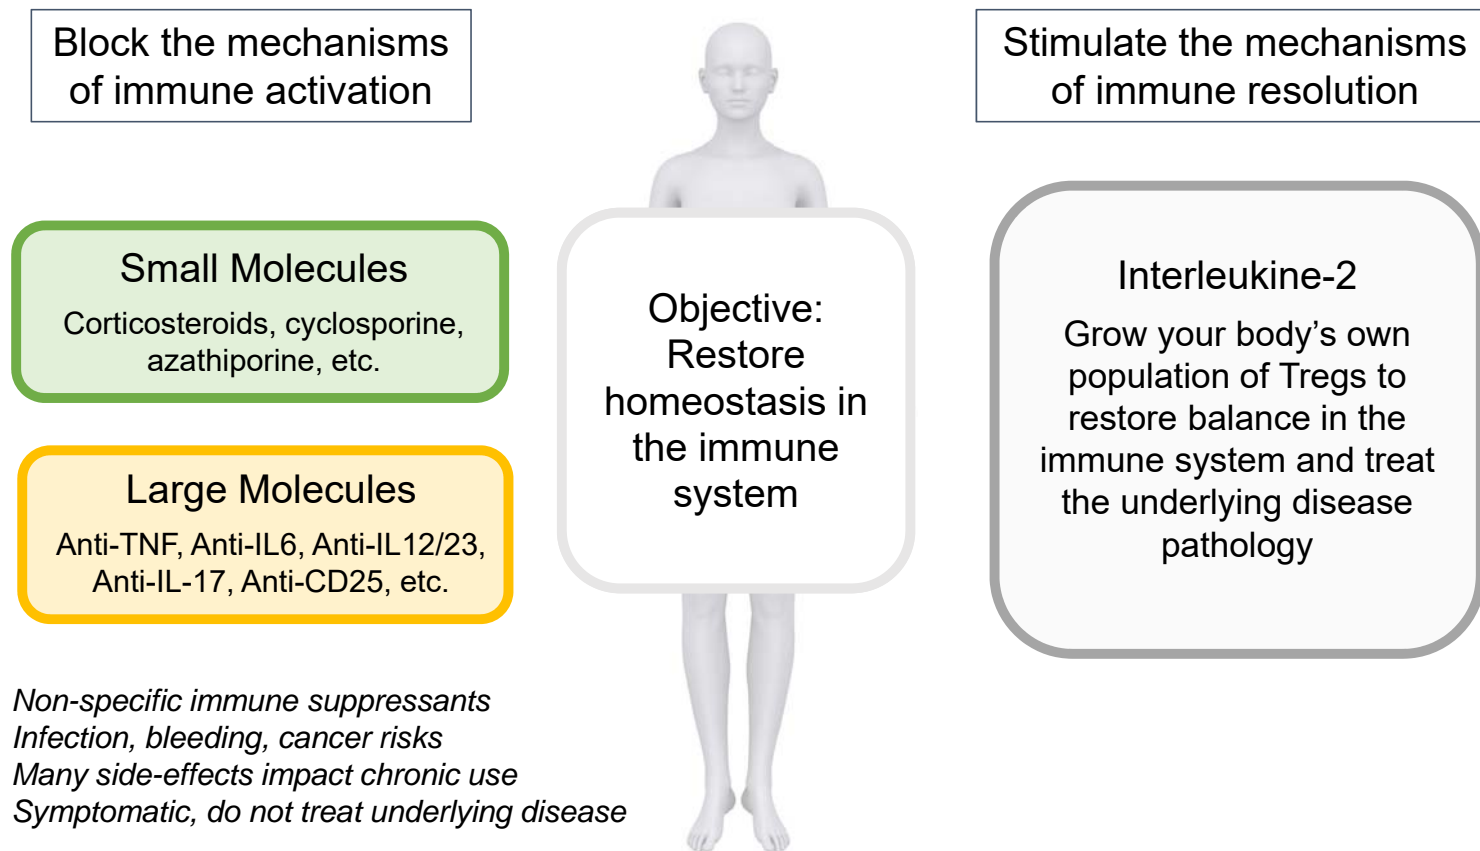 Block the mechanisms
of immune activation
Stimulate the mechanisms
of immune resolution
Small Molecules
Corticosteroids, cyclosporine,
azathiporine, etc.
Large Molecules
Anti-TNF, Anti-IL6, Anti-IL12/23,
Anti-IL-17, Anti-CD25, etc.
Non-specific immune suppressants
Infection, bleeding, cancer risks
Many side-effects impact chronic use
Symptomatic, do not treat underlying disease
Objective:
Restore
homeostasis in
the immune
system
Interleukine-2
Grow your body’s own
population of Tregs to
restore balance in the
immune system and treat
the underlying disease
pathology